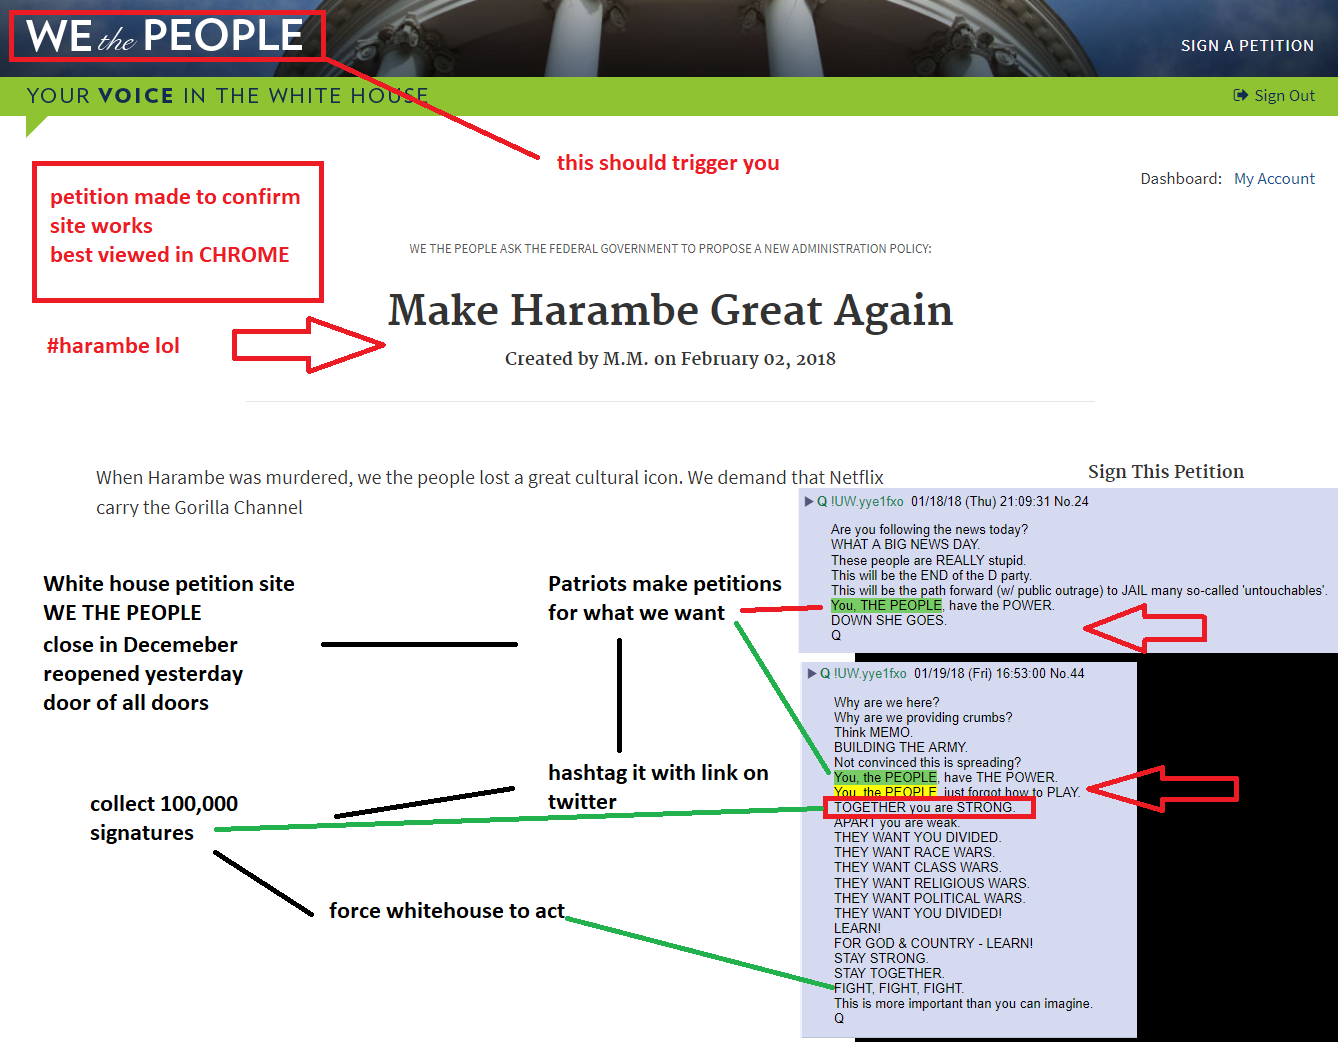 WE the PEOPLE
SIGN A PETITION
YOUR VOICE IN THE WHITE HOUSE
Sign Out
this should trigger you
Dashboard: My Account
petition made to confirm
site works
best viewed in CHROME
WE THE PEOPLE ASK THE FEDERAL GOVERNMENT TO PROPOSE A NEW ADMINISTRATION POLICY:
Make Harambe Great Again
#harambe lol
Created by M.M. on February 02, 2018
When Harambe was murdered, we the people lost a great cultural icon. We demand that Netflix
carry the Gorilla Channel
Sign This Petition
Q !UW.yye1fxo 01/18/18 (Thu) 21:09:31 No.24
Are you following the news today?
WHAT A BIG NEWS DAY.
These people are REALLY stupid.
This will be the END of the D party.
This will be the path forward (w/ public outrage) to JAIL many so-called 'untouchables'.
You, THE PEOPLE, have the POWER.
DOWN SHE GOES.
Q
White house petition site
WE THE PEOPLE
close in Decemeber
reopened yesterday
door of all doors
Patriots make petitions
for what we want
hashtag it with link on
twitter
collect 100,000
signatures
force whitehouse to act
Q !UW.yye1fxo 01/19/18 (Fri) 16:53:00 No.44
Why are we here?
Why are we providing crumbs?
Think MEMO.
BUILDING THE ARMY.
Not convinced this is spreading?
You, the PEOPLE, have THE POWER.
You, the PEOPLE, just forgot how to PLAY.
TOGETHER you are STRONG.
APART you are weak.
THEY WANT YOU DIVIDED.
THEY WANT RACE WARS.
THEY WANT CLASS WARS.
THEY WANT RELIGIOUS WARS.
THEY WANT POLITICAL WARS.
THEY WANT YOU DIVIDED!
LEARN!
FOR GOD & COUNTRY - LEARN!
STAY STRONG.
STAY TOGETHER.
FIGHT, FIGHT, FIGHT.
This is more important than you can imagine.
Q